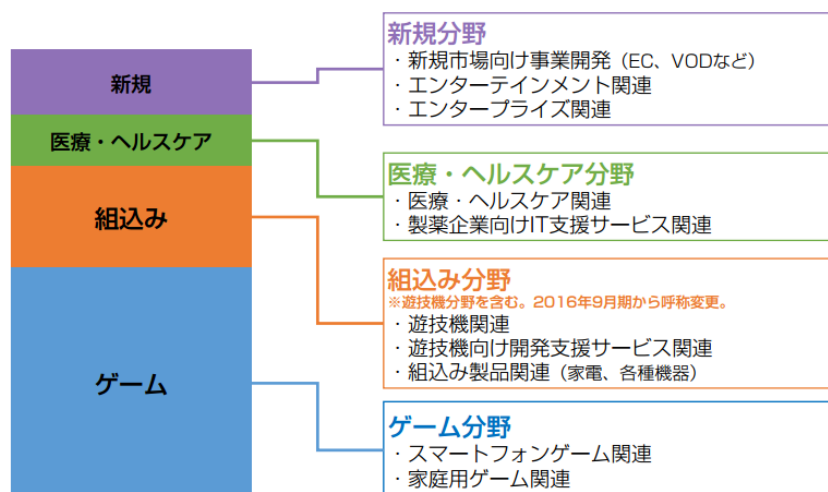 新規
医療・ヘルスケア
組込み
ゲーム
新規分野
・新規市場向け事業開発（EC、VODなど）
・エンターテインメント関連
・エンタープライズ関連
医療・ヘルスケア分野
・医療・ヘルスケア関連
・製薬企業向けIT支援サービス関連
組込み分野
※遊技機分野を含む。2016年9月期から呼称変更。
・遊技機関連
・遊技機向け開発支援サービス関連
・組込み製品関連（家電、各種機器）
ゲーム分野
・スマートフォンゲーム関連
・家庭用ゲーム関連